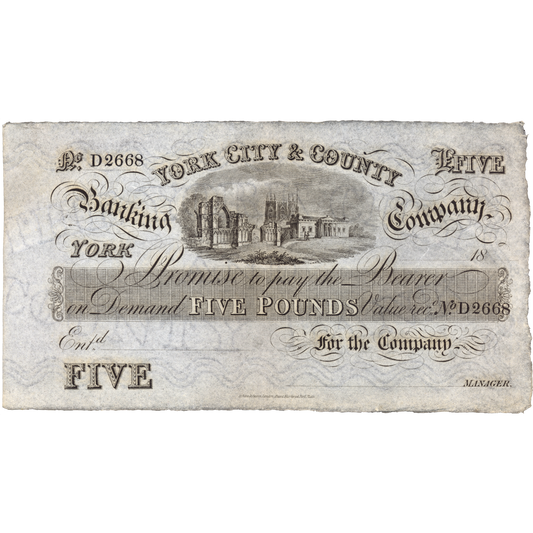 No. D2668 YORK CITY & COUNTY £FIVE
Banking Company.
YORK 18
I Promise to pay the Bearer
on Demand FIVE POUNDS Value recd. No. D2668
Entd.
For the Company.
FIVE
MANAGER.